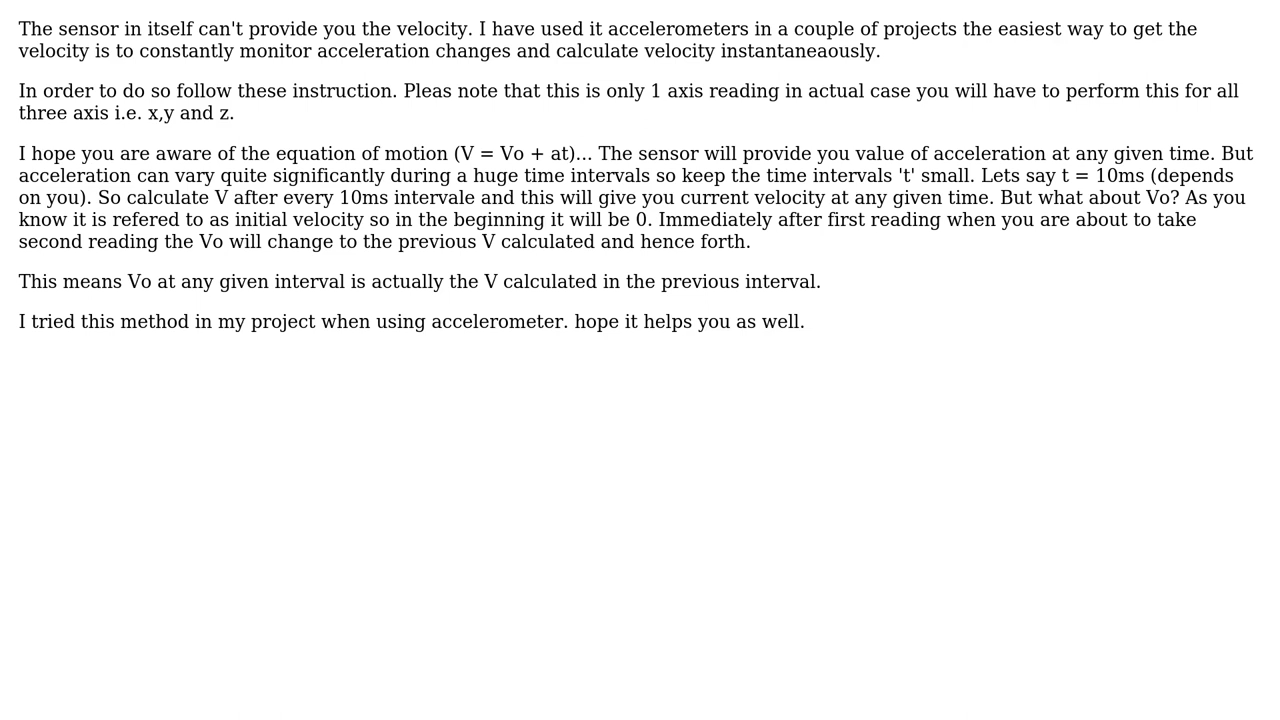 The sensor in itself can't provide you the velocity. I have used it accelerometers in a couple of projects the easiest way to get the
velocity is to constantly monitor acceleration changes and calculate velocity instantaneaously.
In order to do so follow these instruction. Pleas note that this is only 1 axis reading in actual case you will have to perform this for all
three axis i.e. x,y and z.
I hope you are aware of the equation of motion (V = Vo + at)... The sensor will provide you value of acceleration at any given time. But
acceleration can vary quite significantly during a huge time intervals so keep the time intervals 't' small. Lets say t = 10ms (depends
on you). So calculate V after every 10ms intervale and this will give you current velocity at any given time. But what about Vo? As you
know it is refered to as initial velocity so in the beginning it will be 0. Immediately after first reading when you are about to take
second reading the Vo will change to the previous V calculated and hence forth.
This means Vo at any given interval is actually the V calculated in the previous interval.
I tried this method in my project when using accelerometer. hope it helps you as well.